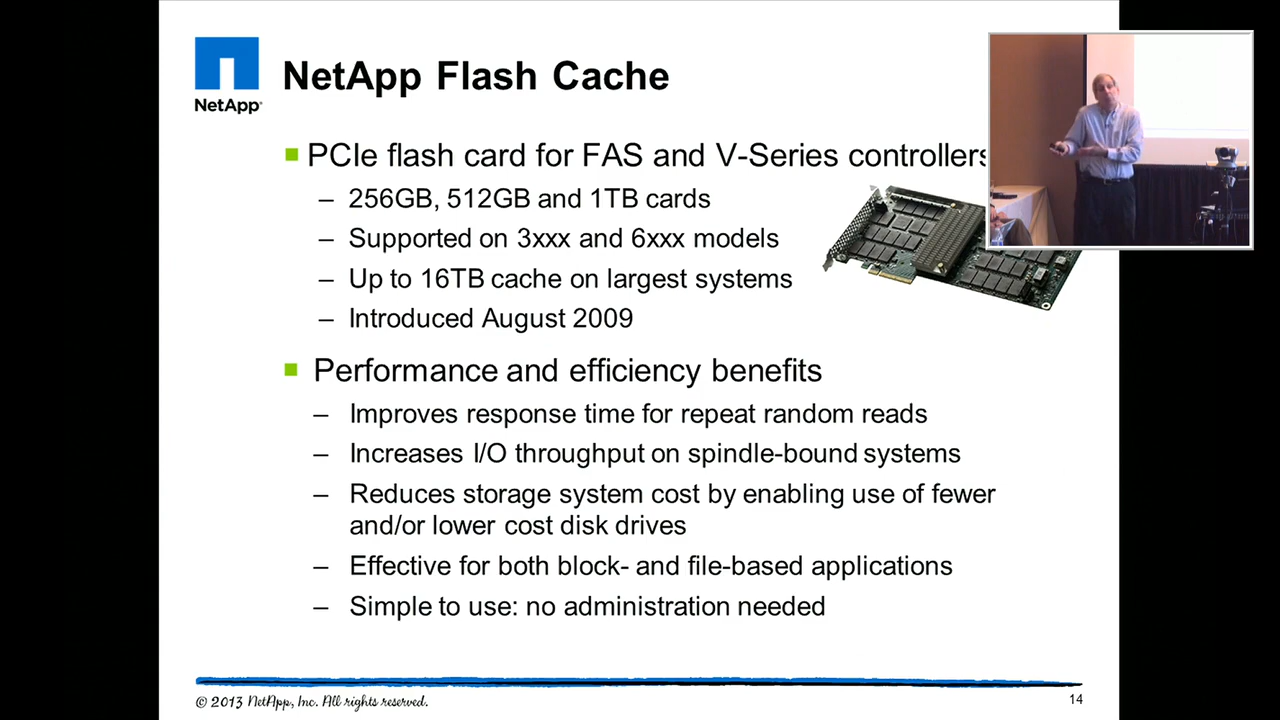 NetApp
NetApp Flash Cache
PCIe flash card for FAS and V-Series controllers
– 256GB, 512GB and 1TB cards
– Supported on 3xxx and 6xxx models
– Up to 16TB cache on largest systems
– Introduced August 2009
Performance and efficiency benefits
– Improves response time for repeat random reads
– Increases I/O throughput on spindle-bound systems
– Reduces storage system cost by enabling use of fewer
and/or lower cost disk drives
– Effective for both block- and file-based applications
– Simple to use: no administration needed
© 2013 NetApp, Inc. All rights reserved.
14